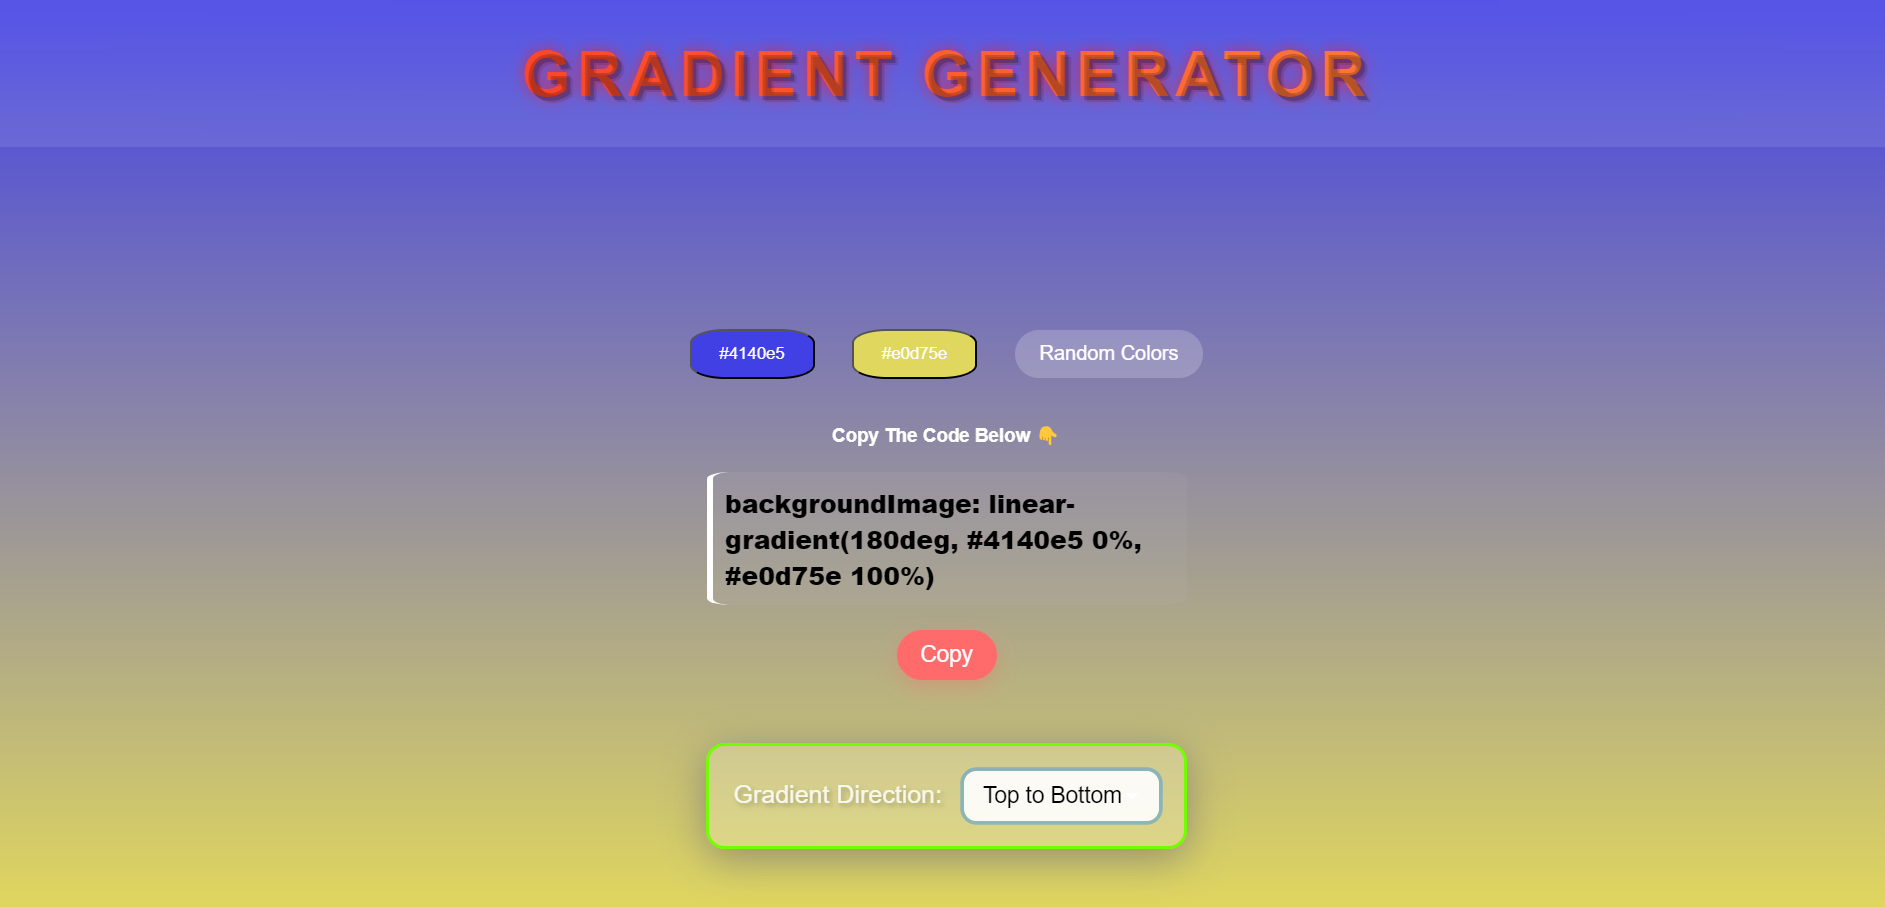 GRADIENT GENERATOR
#4140e5
#e0d75e
Random Colors
Copy The Code Below 👇
backgroundImage: linear-
gradient(180deg, #4140e5 0%,
#e0d75e 100%)
Copy
Gradient Direction:
Top to Bottom